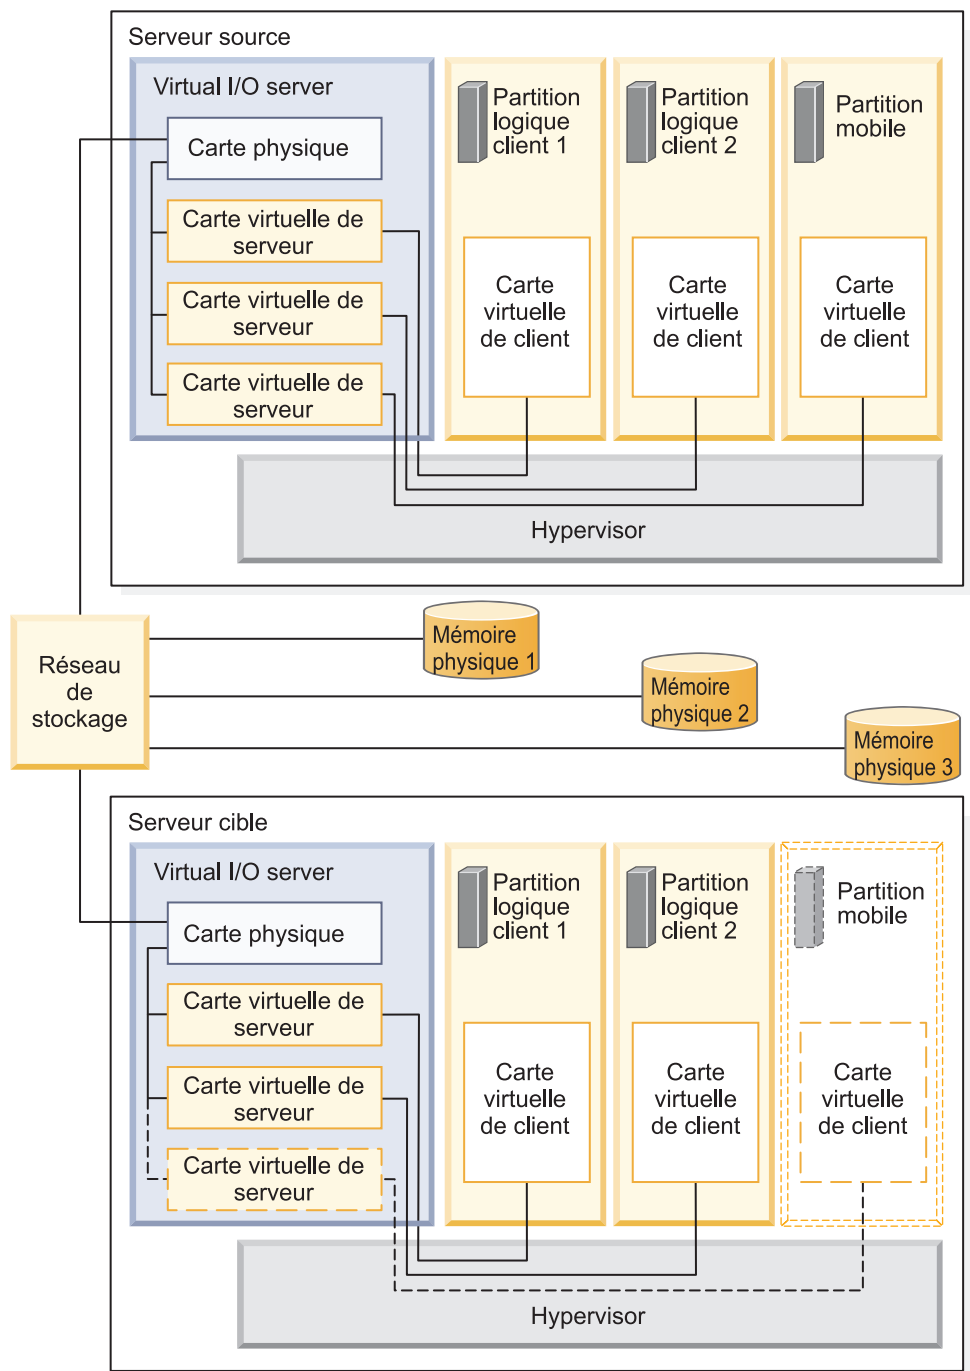 Serveur source
Virtual I/O server
Carte physique
Carte virtuelle de
serveur
Carte virtuelle de
serveur
Carte virtuelle de
serveur
Partition
logique
client 1
Carte
virtuelle
de client
Partition
logique
client 2
Carte
virtuelle
de client
Partition
mobile
Carte
virtuelle
de client
Hypervisor
Réseau
de
stockage
Mémoire
physique 1
Mémoire
physique 2
Mémoire
physique 3
Serveur cible
Virtual I/O server
Carte physique
Carte virtuelle de
serveur
Carte virtuelle de
serveur
Carte virtuelle de
serveur
Partition
logique
client 1
Carte
virtuelle
de client
Partition
logique
client 2
Carte
virtuelle
de client
Partition
mobile
Carte
virtuelle
de client
Hypervisor